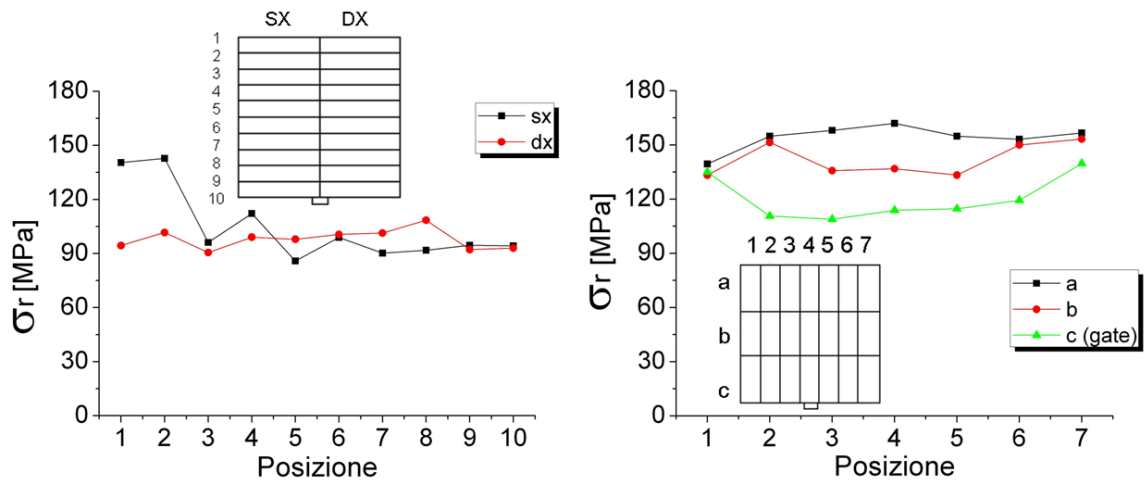 SX DX
1
2
3
4
5
6
7
8
9
10
180
150
120
90
60
30
0
σr [MPa]
sx
dx
1 2 3 4 5 6 7 8 9 10
Posizione
180
150
120
90
60
30
0
σr [MPa]
1 2 3 4 5 6 7
a
b
c
a
b
c (gate)
1 2 3 4 5 6 7
Posizione